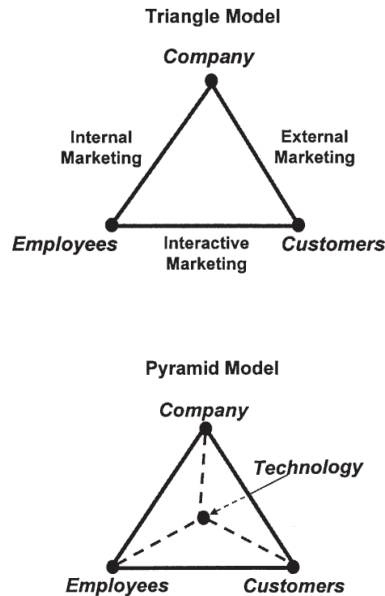 Triangle Model
Company
Internal
Marketing
External
Marketing
Employees
Interactive
Marketing
Customers
Pyramid Model
Company
Technology
Employees
Customers